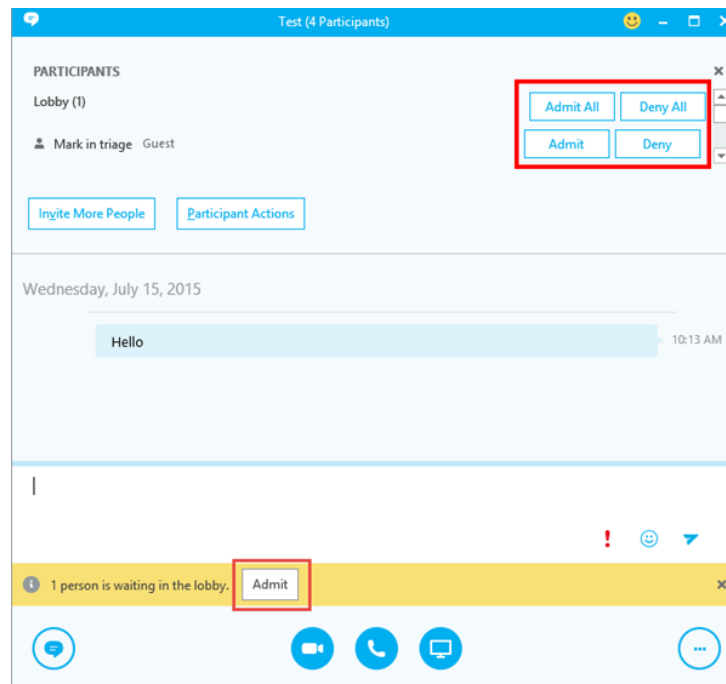 Test (4 Participants)
PARTICIPANTS
Lobby (1)
Admit All Deny All
Mark in triage Guest
Admit Deny
Invite More People Participant Actions
Wednesday, July 15, 2015
Hello
10:13 AM
1 person is waiting in the lobby. Admit